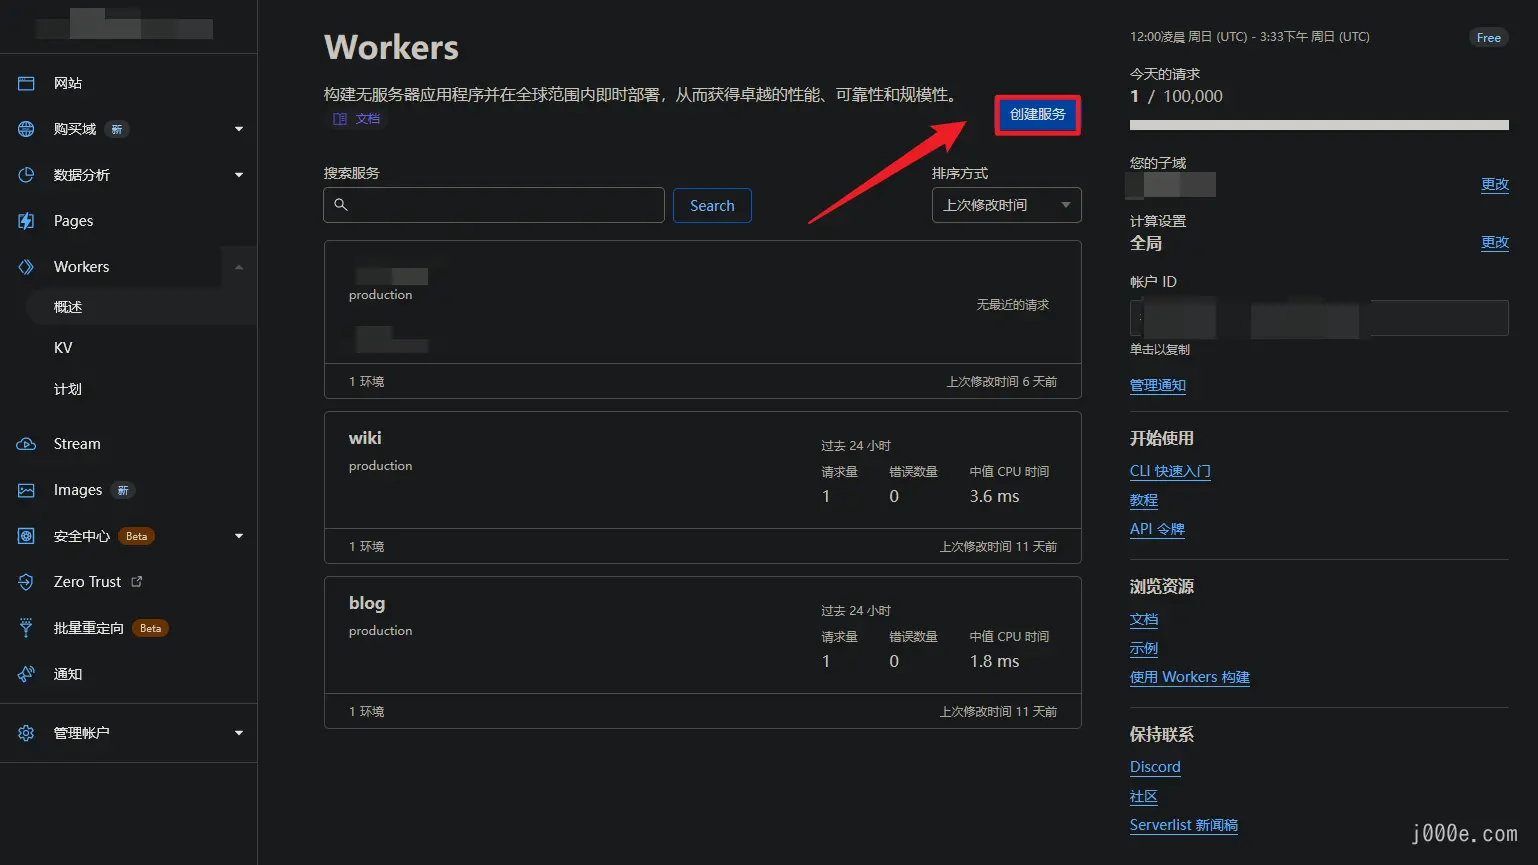 网站
购买域 新
数据分析
Pages
Workers
概述
KV
计划
Stream
Images 新
安全中心 Beta
Zero Trust
批量重定向 Beta
通知
管理帐户
Workers
构建无服务器应用程序并在全球范围内即时部署，从而获得卓越的性能、可靠性和规模性。
文档
创建服务
搜索服务
排序方式
Search
上次修改时间
production
无最近的请求
1 环境
上次修改时间 6 天前
wiki
production
过去 24 小时
请求量 错误数量 中值 CPU 时间
1 0 3.6 ms
1 环境
上次修改时间 11 天前
blog
production
过去 24 小时
请求量 错误数量 中值 CPU 时间
1 0 1.8 ms
1 环境
上次修改时间 11 天前
12:00凌晨 周日 (UTC) - 3:33下午 周日 (UTC)
Free
今天的请求
1 / 100,000
您的子域
更改
计算设置
全局
更改
帐户 ID
单击以复制
管理通知
开始使用
CLI 快速入门
教程
API 令牌
浏览资源
文档
示例
使用 Workers 构建
保持联系
Discord
社区
Serverlist 新闻稿
j000e.com